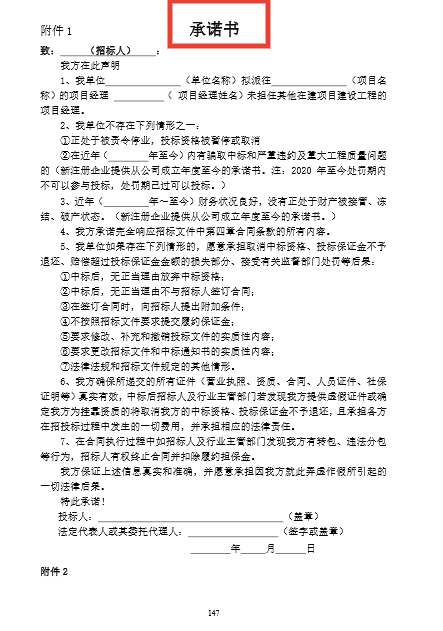 附件1
承诺书
致：______（招标人）______：
我方在此声明
1、我单位______________（单位名称）拟派往______________（项目名
称）的项目经理 __________（ 项目经理姓名）未担任其他在建项目建设工程的
项目经理。
2、我单位不存在下列情形之一：
①正处于被责令停业，投标资格被暂停或取消
②在近年（________年至今）内有骗取中标和严重违约及重大工程质量问题
的（新注册企业提供从公司成立年度至今的承诺书。注：2020 年至今处罚期内
不可以参与投标，处罚期已过可以投标。）
3、近年（________年～至今）财务状况良好，没有正处于财产被接管、冻
结、破产状态。（新注册企业提供从公司成立年度至今的承诺书。）
4、我方承诺完全响应招标文件中第四章合同条款的所有内容。
5、我单位如果存在下列情形的，愿意承担取消中标资格、投标保证金不予
退还、赔偿超过投标保证金金额的损失部分、接受有关监督部门处罚等后果：
①中标后，无正当理由放弃中标资格；
②中标后，无正当理由不与招标人签订合同；
③在签订合同时，向招标人提出附加条件；
④不按照招标文件要求提交履约保证金；
⑤要求修改、补充和撤销投标文件的实质性内容；
⑥要求更改招标文件和中标通知书的实质性内容；
⑦法律法规和招标文件规定的其他情形。
6、我方确保所递交的所有证件（营业执照、资质、合同、人员证件、社保
证明等）真实有效，中标后招标人及行业主管部门若发现我方提供虚假证件或确
定我方为挂靠资质的将取消我方的中标资格、投标保证金不予退还，且承担各方
在招投标过程中发生的一切费用，并承担相应的法律责任。
7、在合同执行过程中如招标人及行业主管部门发现我方有转包、违法分包
等行为，招标人有权终止合同并扣除履约担保金。
我方保证上述信息真实和准确，并愿意承担因我方就此弄虚作假所引起的
一切法律后果。
特此承诺！
投标人：________________________________（盖章）
法定代表人或其委托代理人：________________（签字或盖章）
________年_____月______日
附件2
147